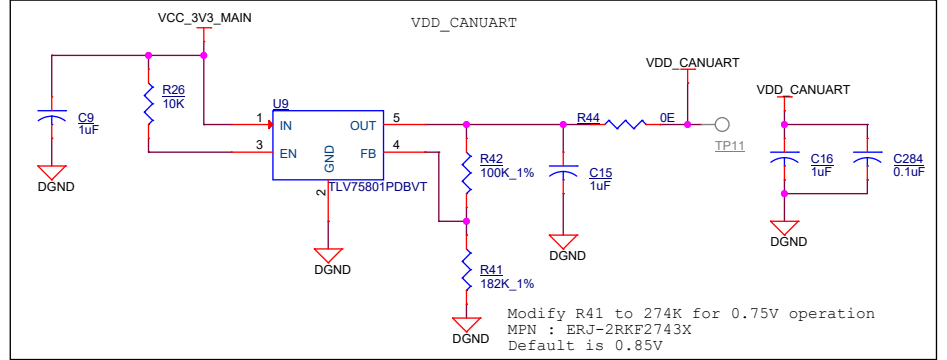 VDD_CANUART
VCC_3V3_MAIN
C9
1uF
DGND
R26
10K
U9
1
IN
OUT
5
3
EN
FB
4
GND
2
TLV75801PDBVT
DGND
R42
100K_1%
R41
182K_1%
DGND
C15
1uF
DGND
R44
0E
VDD_CANUART
TP11
VDD_CANUART
C16
1uF
C284
0.1uF
DGND
Modify R41 to 274K for 0.75V operation
MPN : ERJ-2RKF2743X
Default is 0.85V